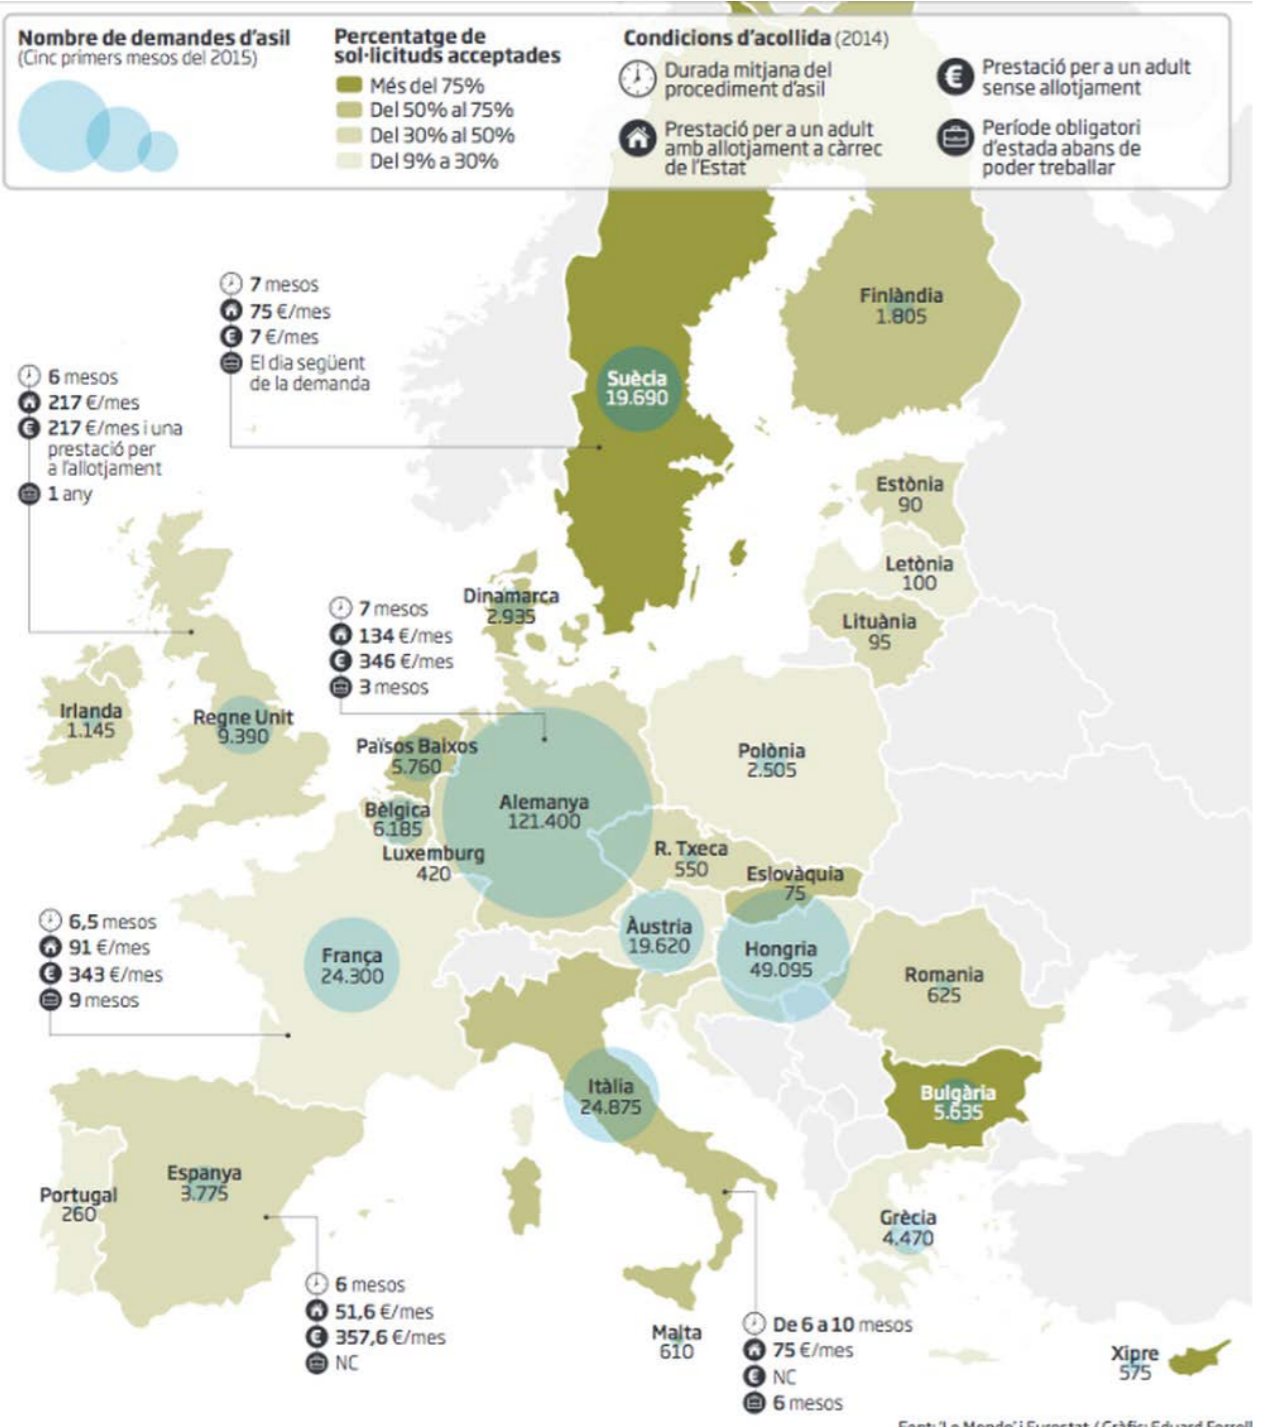 Nombre de demandes d'asil
(Cinc primers mesos del 2015)
Percentatge de
sol·licituds acceptades
Més del 75%
Del 50% al 75%
Del 30% al 50%
Del 9% a 30%
Condicions d'acollida (2014)
Durada mitjana del
procediment d'asil
Prestació per a un adult
amb allotjament a càrrec
de l'Estat
Prestació per a un adult
sense allotjament
Període obligatori
d'estada abans de
poder treballar
7 mesos
75 €/mes
7 €/mes
El dia següent
de la demanda
Finlàndia
1.805
Suècia
19.690
6 mesos
217 €/mes
217 €/mes i una
prestació per
a l'allotjament
1 any
Estònia
90
Letònia
100
Lituània
95
Dinamarca
2.935
7 mesos
134 €/mes
346 €/mes
3 mesos
Irlanda
1.145
Regne Unit
9.390
Països Baixos
5.760
Bèlgica
6.185
Luxemburg
420
Alemanya
121.400
Polònia
2.505
R. Txeca
550
Eslovàquia
75
Àustria
19.620
Hongria
49.095
Romania
625
6,5 mesos
91 €/mes
343 €/mes
9 mesos
França
24.300
Itàlia
24.875
Bulgària
5.635
Espanya
3.775
Portugal
260
Grècia
4.470
6 mesos
51,6 €/mes
357,6 €/mes
NC
Malta
610
De 6 a 10 mesos
75 €/mes
NC
6 mesos
Xipre
575
Font: 'Le Monde' i Eurostat / Gràfic: Eduard Forroll